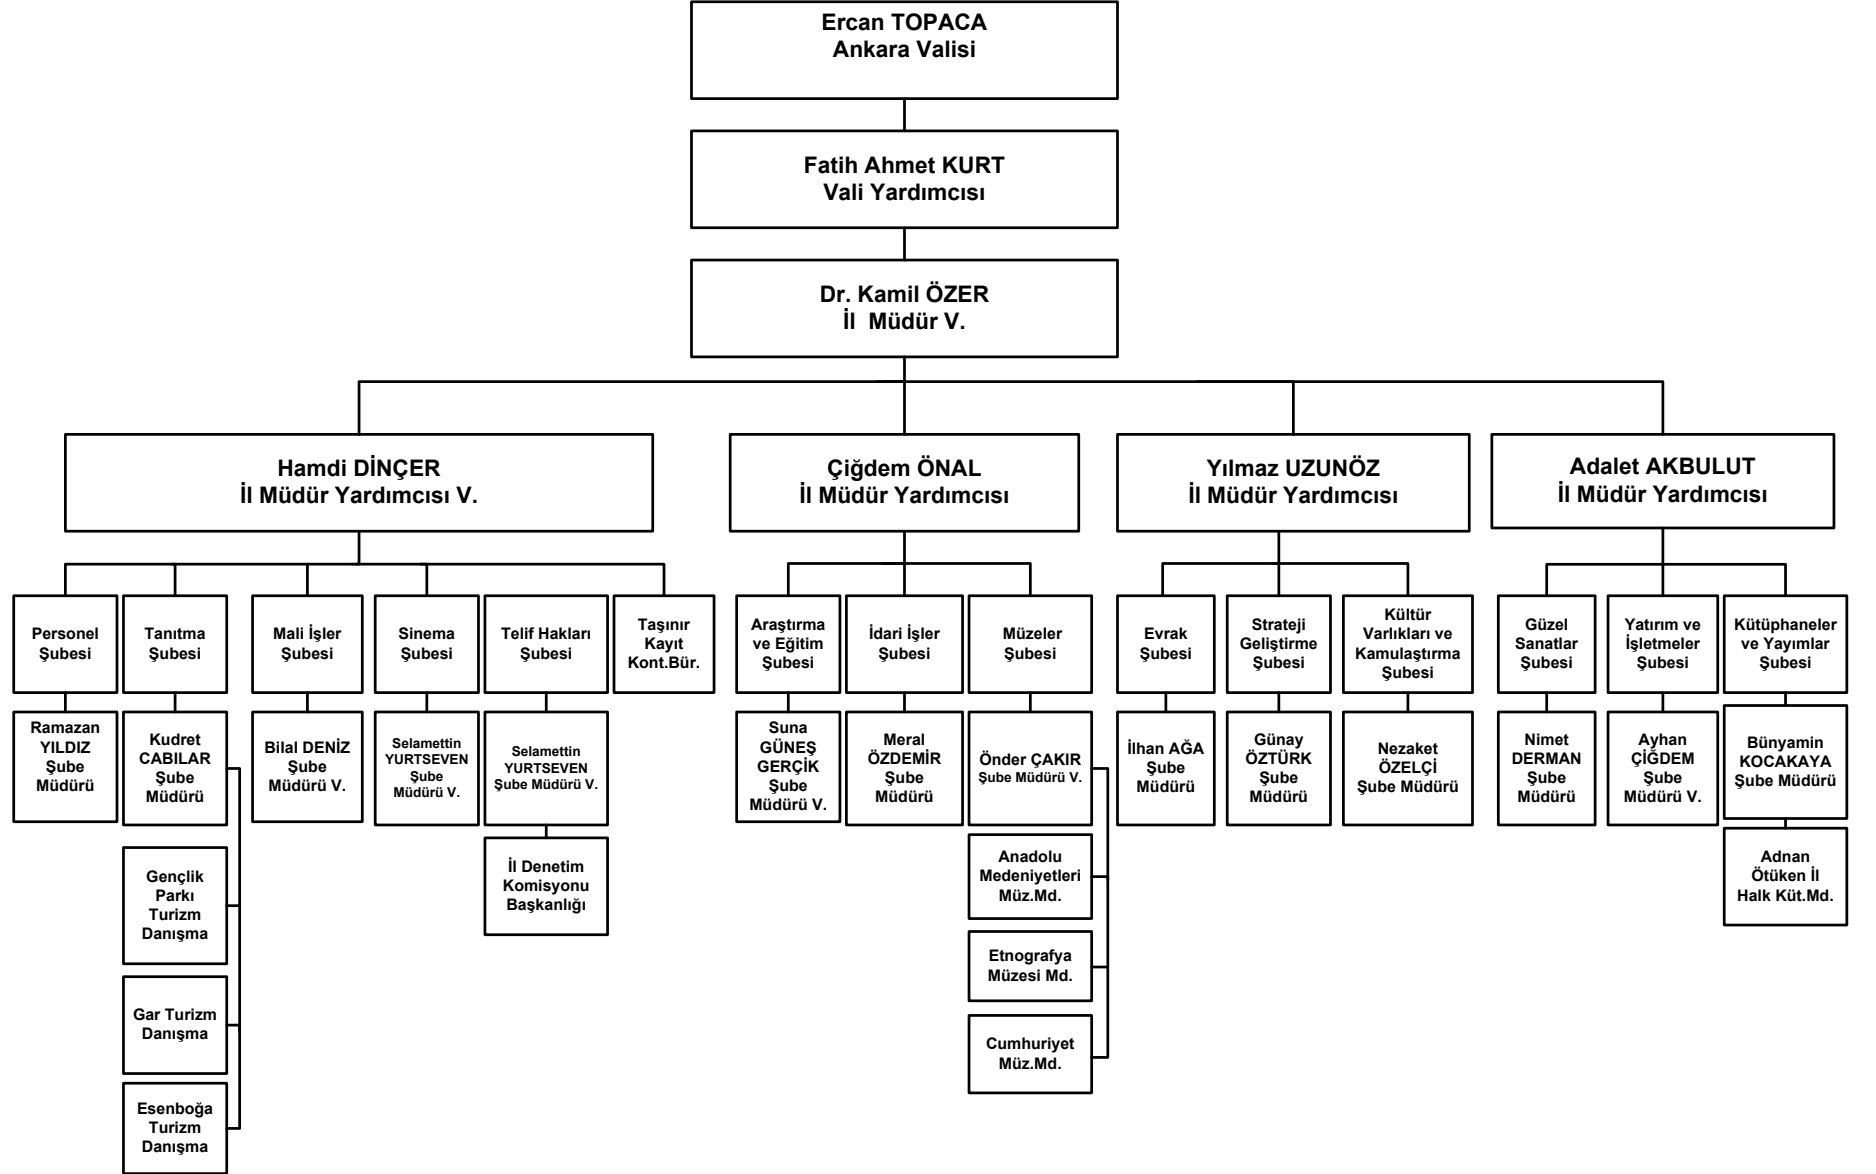 Ercan TOPACA
Ankara Valisi
Fatih Ahmet KURT
Vali Yardımcısı
Dr. Kamil ÖZER
İl  Müdür V.
Hamdi DİNÇER
İl Müdür Yardımcısı V.
Çiğdem ÖNAL
İl Müdür Yardımcısı
Yılmaz UZUNÖZ
İl Müdür Yardımcısı
Adalet AKBULUT
İl Müdür Yardımcısı
Personel
Şubesi
Tanıtma
Şubesi
Mali İşler
Şubesi
Sinema
Şubesi
Telif Hakları
Şubesi
Taşınır
Kayıt
Kont.Bür.
Araştırma
ve Eğitim
Şubesi
İdari İşler
Şubesi
Müzeler
Şubesi
Evrak
Şubesi
Strateji
Geliştirme
Şubesi
Kültür
Varlıkları ve
Kamulaştırma
Şubesi
Güzel
Sanatlar
Şubesi
Yatırım ve
İşletmeler
Şubesi
Kütüphaneler
ve Yayımlar
Şubesi
Ramazan
YILDIZ
Şube
Müdürü
Kudret
CABILAR
Şube
Müdürü
Bilal DENİZ
Şube
Müdürü V.
Selamettin
YURTSEVEN
Şube
Müdürü V.
Selamettin
YURTSEVEN
Şube Müdürü V.
Suna
GÜNEŞ
GERÇİK
Şube
Müdürü V.
Meral
ÖZDEMİR
Şube
Müdürü
Önder ÇAKIR
Şube Müdürü V.
İlhan AĞA
Şube
Müdürü
Günay
ÖZTÜRK
Şube
Müdürü
Nezaket
ÖZELÇİ
Şube Müdürü
Nimet
DERMAN
Şube
Müdürü
Ayhan
ÇİĞDEM
Şube
Müdürü V.
Bünyamin
KOCAKAYA
Şube Müdürü
Gençlik
Parkı
Turizm
Danışma
İl Denetim
Komisyonu
Başkanlığı
Anadolu
Medeniyetleri
Müz.Md.
Adnan
Ötüken İl
Halk Küt.Md.
Etnografya
Müzesi Md.
Gar Turizm
Danışma
Cumhuriyet
Müz.Md.
Esenboğa
Turizm
Danışma